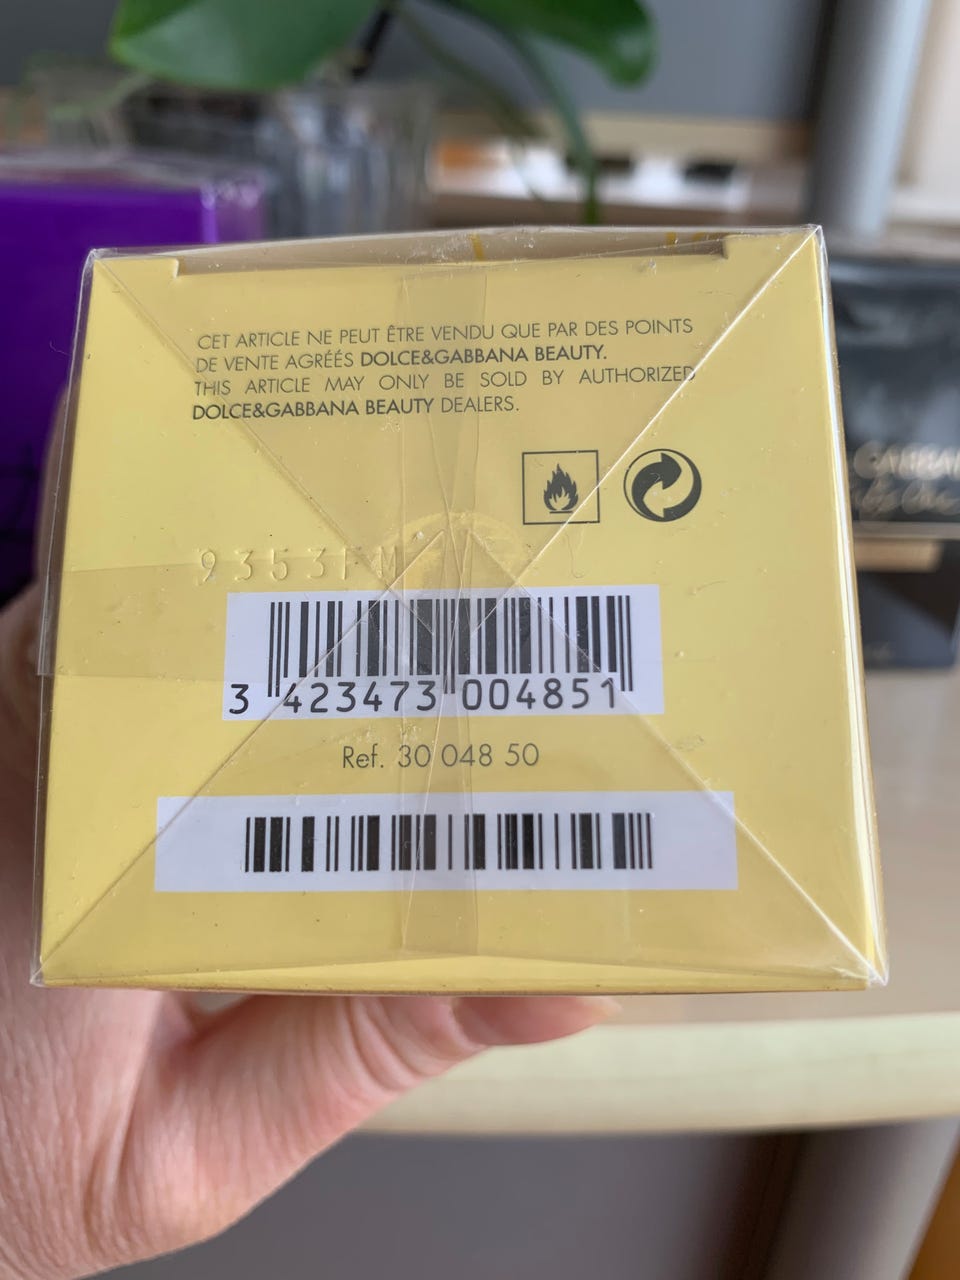 CET ARTICLE NE PEUT ÊTRE VENDU QUE PAR DES POINTS
DE VENTE AGRÉÉS DOLCE&GABBANA BEAUTY.
THIS ARTICLE MAY ONLY BE SOLD BY AUTHORIZED
DOLCE&GABBANA BEAUTY DEALERS.
9353
3 423473 004851
Ref. 30 048 50